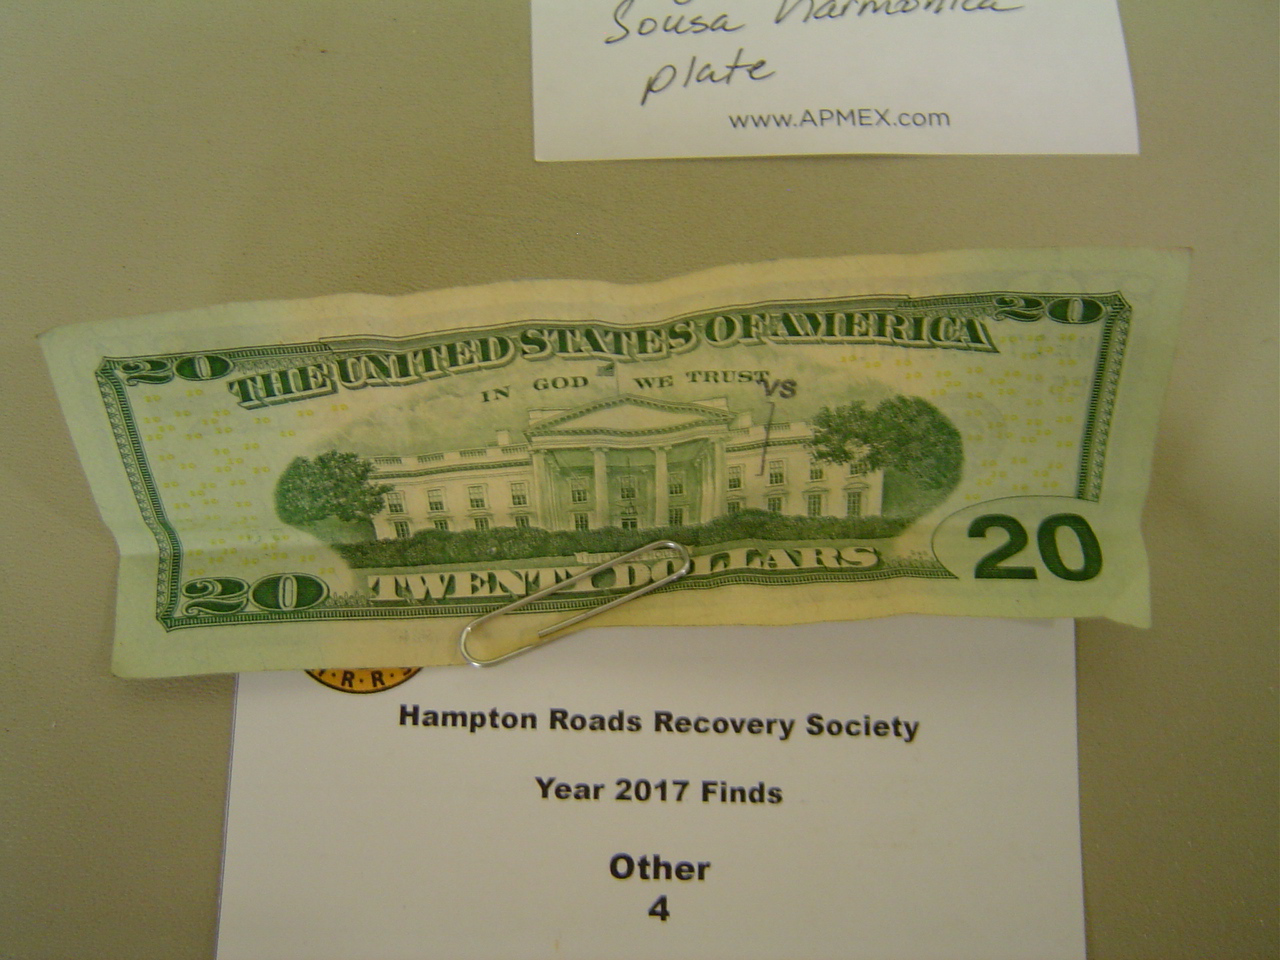 Sousa Harmonica
plate
www.APMEX.com
20
20
THE UNITED STATES OF AMERICA
IN GOD WE TRUST
VS
20
20
TWENTY DOLLARS
R·R·S
Hampton Roads Recovery Society
Year 2017 Finds
Other
4